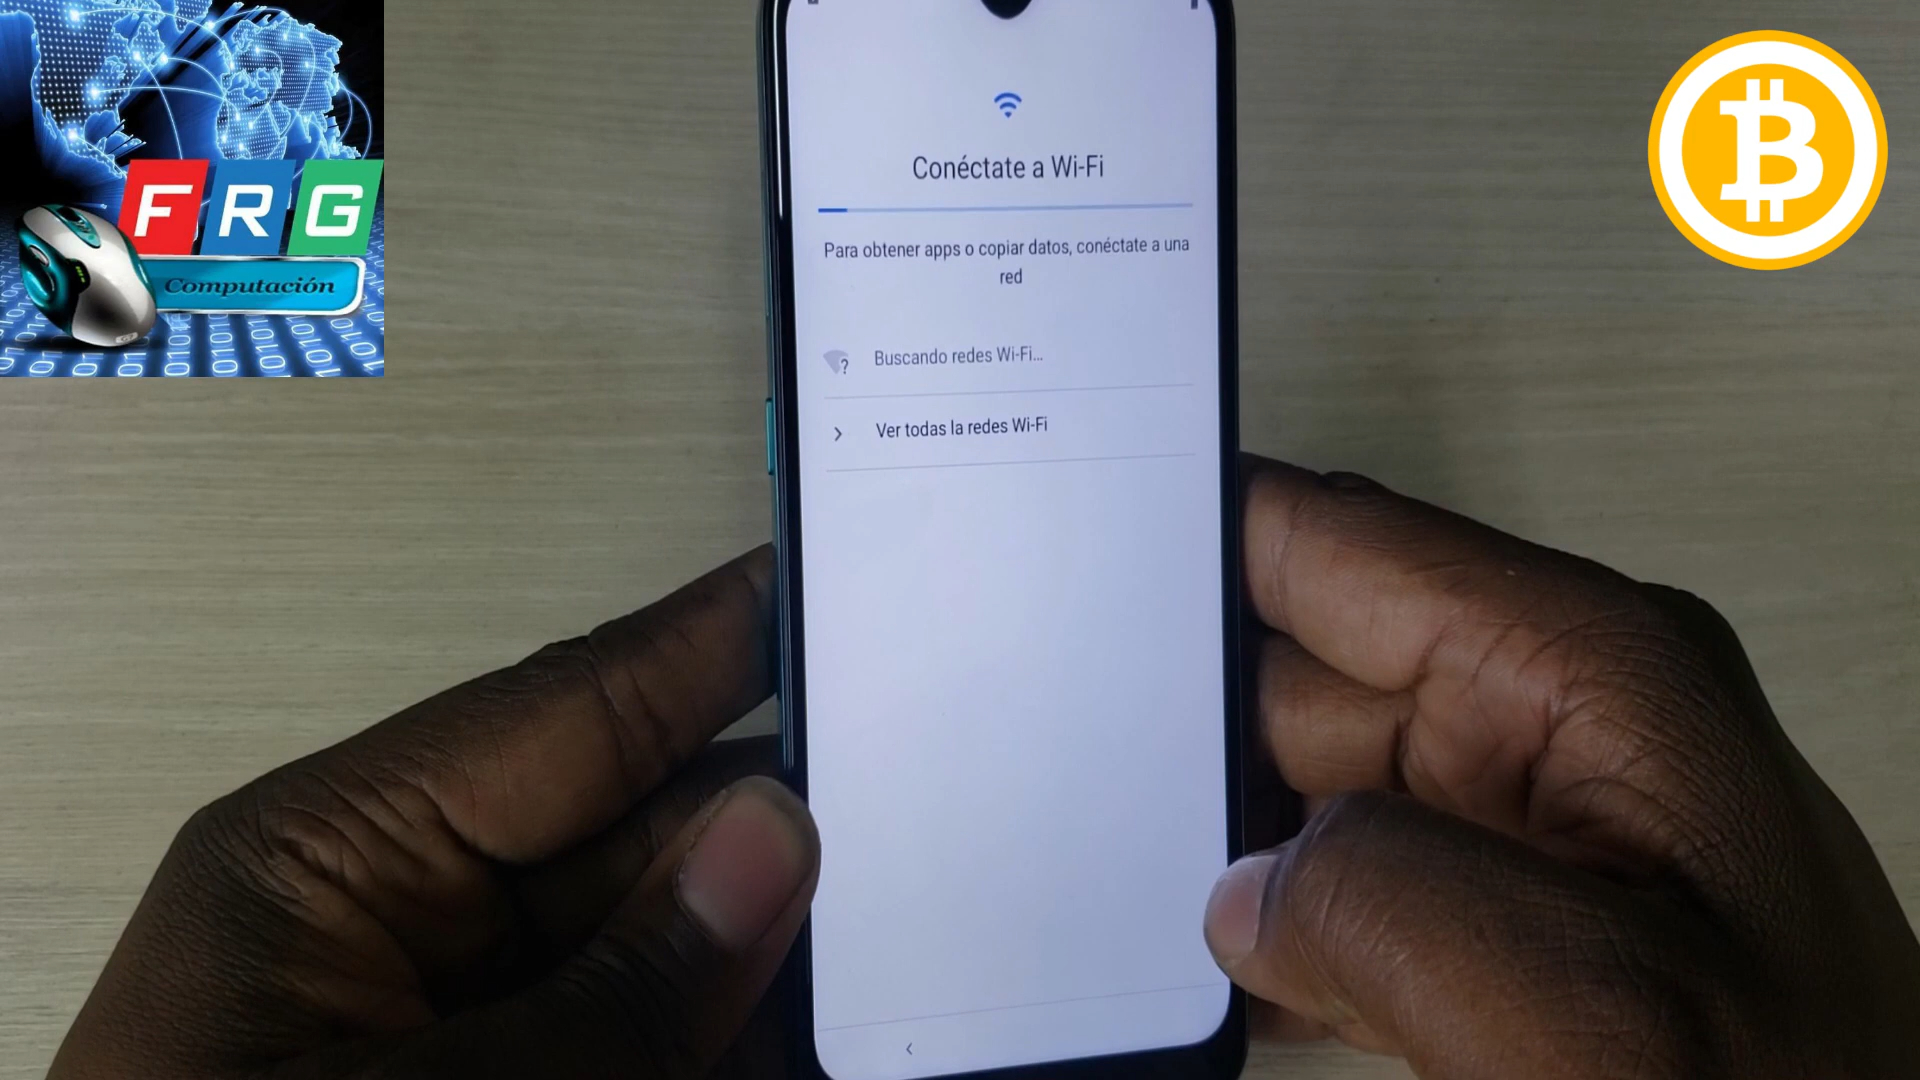 FRG
Computación
Conéctate a Wi-Fi
Para obtener apps o copiar datos, conéctate a una
red
Buscando redes Wi-Fi...
Ver todas la redes Wi-Fi